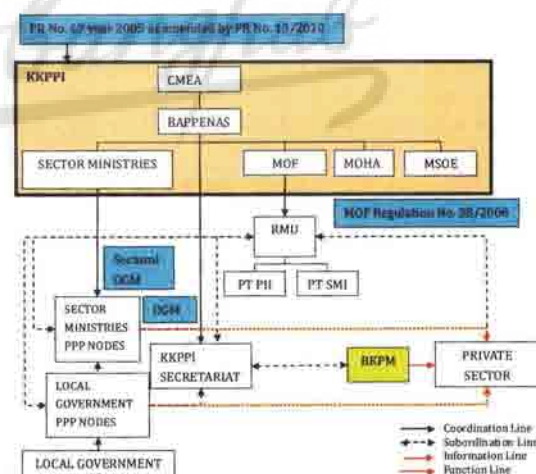 PR No. 67 year 2005 as amended by PR No. 13/2010
KKPPI
CMEA
BAPPENAS
SECTOR MINISTRIES
MOF
MOHA
MSOE
MOF Regulation No. 38/2006
RMU
Sectoral
DGM
PT PII
PT SMI
DGM
SECTOR
MINISTRIES
PPP NODES
KKPPI
SECRETARIAT
BKPM
PRIVATE
SECTOR
LOCAL
GOVERNMENT
PPP NODES
LOCAL GOVERNMENT
Coordination Line
Subordination Line
Information Line
Function Line